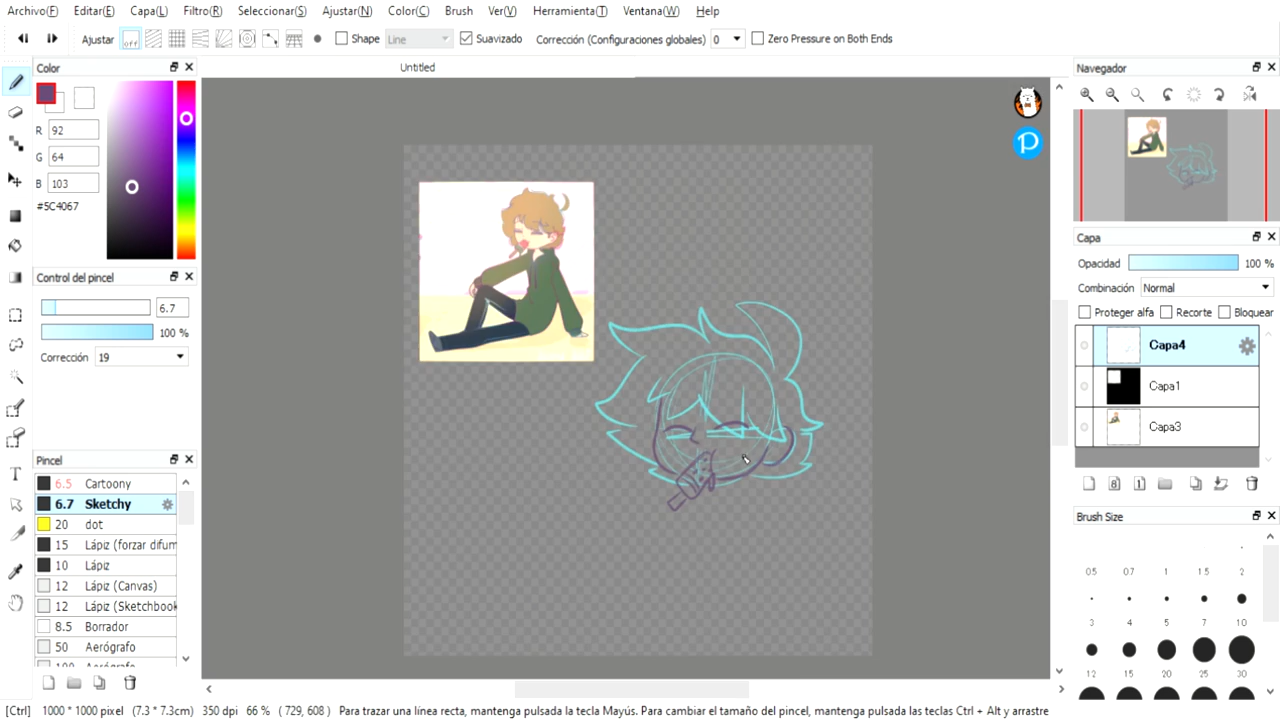 Archivo(F) Editar(E) Capa(L) Filtro(R) Seleccionar(S) Ajustar(N) Color(C) Brush Ver(V) Herramienta(T) Ventana(W) Help
Ajustar off Shape Line Suavizado Corrección (Configuraciones globales) 0 Zero Pressure on Both Ends
Color
Untitled
Navegador
R 92
G 64
B 103
#5C4067
Control del pincel
6.7
100 %
Corrección 19
Capa
Opacidad 100 %
Combinación Normal
Proteger alfa Recorte Bloquear
Capa4
Capa1
Capa3
Pincel
6.5 Cartoony
6.7 Sketchy
20 dot
15 Lápiz (forzar difum
10 Lápiz
12 Lápiz (Canvas)
12 Lápiz (Sketchbook
8.5 Borrador
50 Aerógrafo
100 Aerógrafo
Brush Size
0.5 0.7 1 1.5 2
3 4 5 7 10
12 15 20 25 30
[Ctrl] 1000 * 1000 pixel (7.3 * 7.3cm) 350 dpi 66 % ( 729, 608 ) Para trazar una línea recta, mantenga pulsada la tecla Mayús. Para cambiar el tamaño del pincel, mantenga pulsada las teclas Ctrl + Alt y arrastre